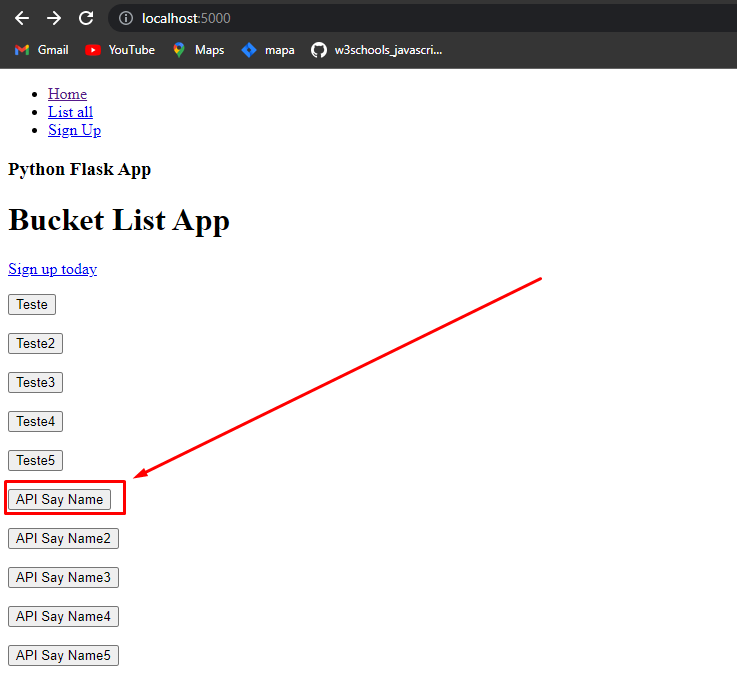 localhost:5000
Gmail YouTube Maps mapa w3schools_javascri...
Home
List all
Sign Up
Python Flask App
Bucket List App
Sign up today
Teste
Teste2
Teste3
Teste4
Teste5
API Say Name
API Say Name2
API Say Name3
API Say Name4
API Say Name5